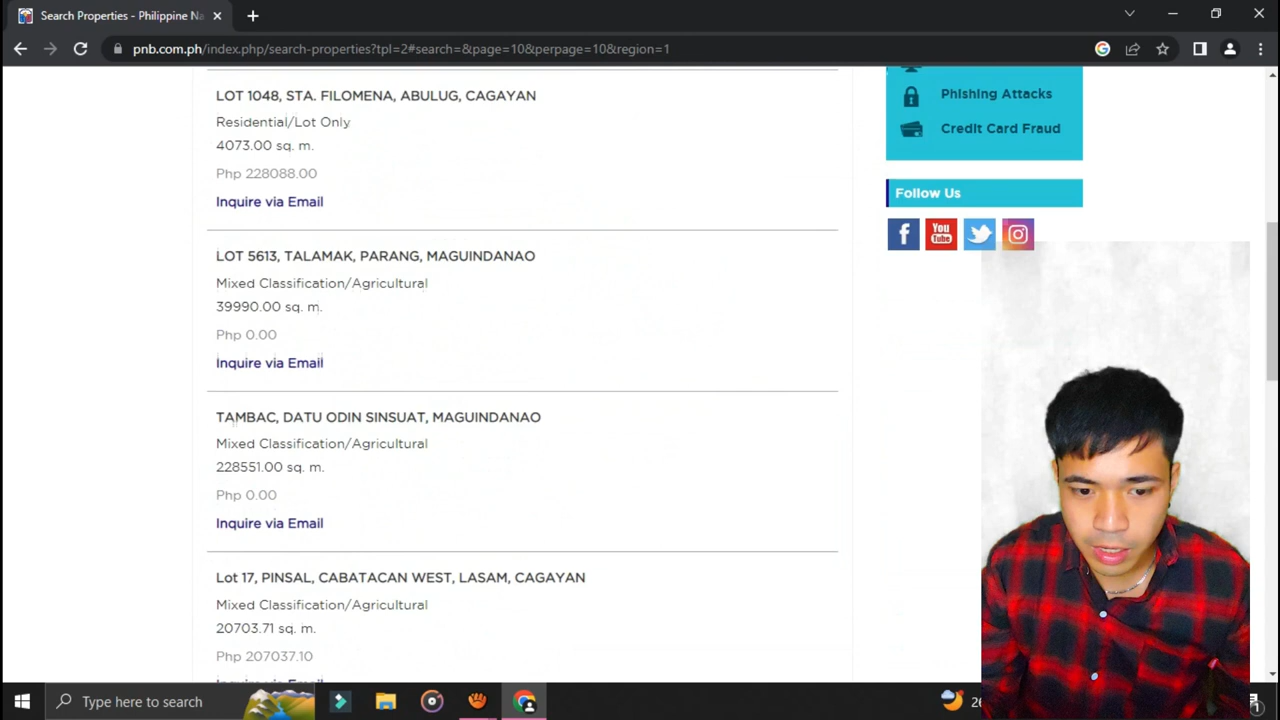 Search Properties - Philippine Na
pnb.com.ph/index.php/search-properties?tpl=2#search=&page=10&perpage=10&region=1
LOT 1048, STA. FILOMENA, ABULUG, CAGAYAN
Residential/Lot Only
4073.00 sq. m.
Php 228088.00
Inquire via Email
LOT 5613, TALAMAK, PARANG, MAGUINDANAO
Mixed Classification/Agricultural
39990.00 sq. m.
Php 0.00
Inquire via Email
TAMBAC, DATU ODIN SINSUAT, MAGUINDANAO
Mixed Classification/Agricultural
228551.00 sq. m.
Php 0.00
Inquire via Email
Lot 17, PINSAL, CABATACAN WEST, LASAM, CAGAYAN
Mixed Classification/Agricultural
20703.71 sq. m.
Php 207037.10
Phishing Attacks
Credit Card Fraud
Follow Us
You
Tube
Type here to search